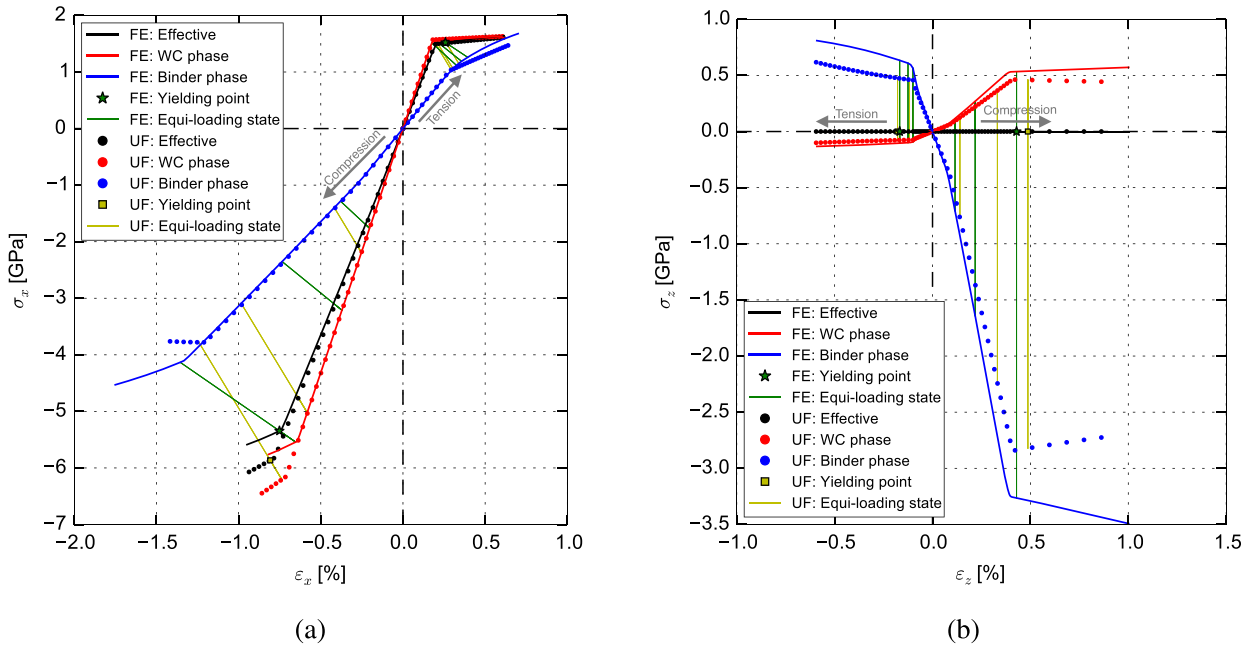 2
1
0
−1
−2
−3
−4
−5
−6
−7
σx [GPa]
FE: Effective
FE: WC phase
FE: Binder phase
FE: Yielding point
FE: Equi-loading state
UF: Effective
UF: WC phase
UF: Binder phase
UF: Yielding point
UF: Equi-loading state
Tension
Compression
−2.0 −1.5 −1.0 −0.5 0.0 0.5 1.0
εx [%]
(a)
1.0
0.5
0.0
−0.5
−1.0
−1.5
−2.0
−2.5
−3.0
−3.5
σz [GPa]
Tension
Compression
FE: Effective
FE: WC phase
FE: Binder phase
FE: Yielding point
FE: Equi-loading state
UF: Effective
UF: WC phase
UF: Binder phase
UF: Yielding point
UF: Equi-loading state
−1.0 −0.5 0.0 0.5 1.0 1.5
εz [%]
(b)